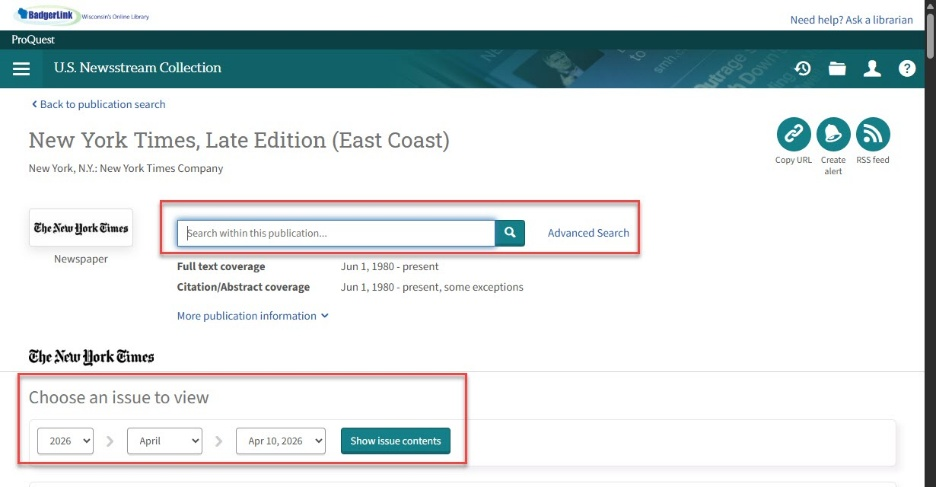 BadgerLink Wisconsin's Online Library
Need help? Ask a librarian
ProQuest
U.S. Newsstream Collection
Back to publication search
New York Times, Late Edition (East Coast)
New York, N.Y.: New York Times Company
Copy URL
Create alert
RSS feed
The New York Times
Newspaper
Search within this publication...
Advanced Search
Full text coverage Jun 1, 1980 - present
Citation/Abstract coverage Jun 1, 1980 - present, some exceptions
More publication information
The New York Times
Choose an issue to view
2026 April Apr 10, 2026 Show issue contents